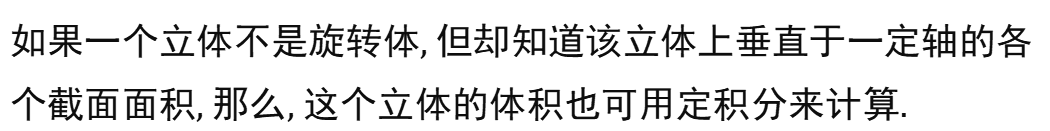 如果一个立体不是旋转体,但却知道该立体上垂直于一定轴的各
个截面面积,那么,这个立体的体积也可用定积分来计算.